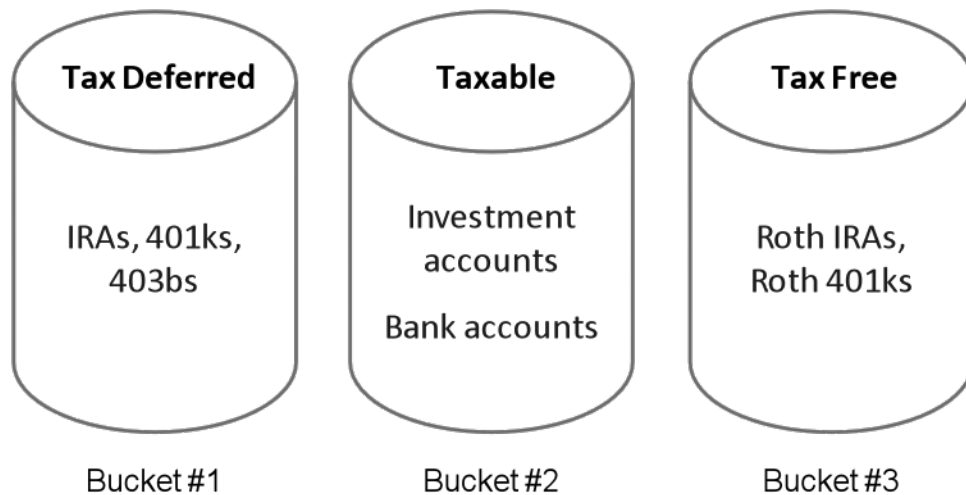 Tax Deferred
IRAs, 401ks,
403bs
Bucket #1
Taxable
Investment
accounts
Bank accounts
Bucket #2
Tax Free
Roth IRAs,
Roth 401ks
Bucket #3